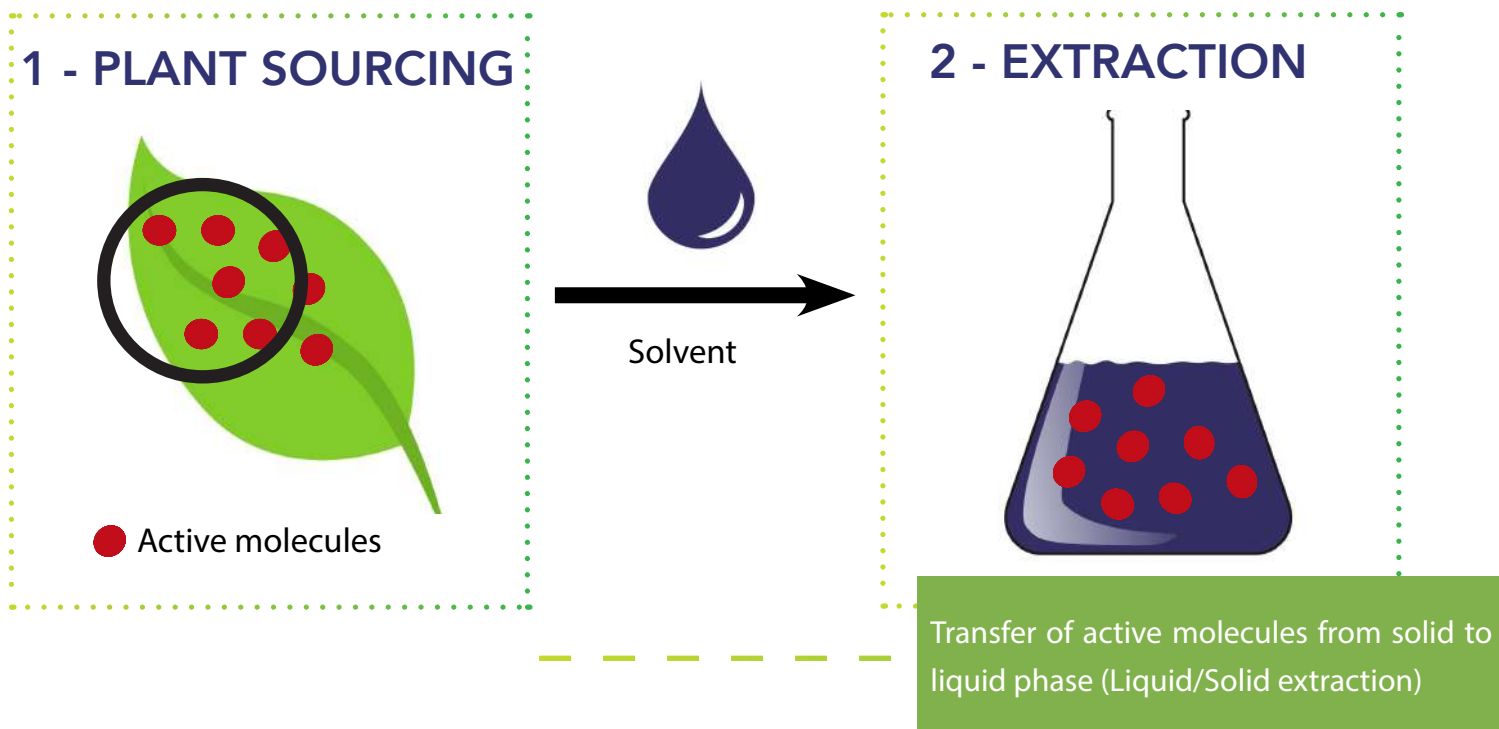 1 - PLANT SOURCING
Active molecules
Solvent
2 - EXTRACTION
Transfer of active molecules from solid to
liquid phase (Liquid/Solid extraction)